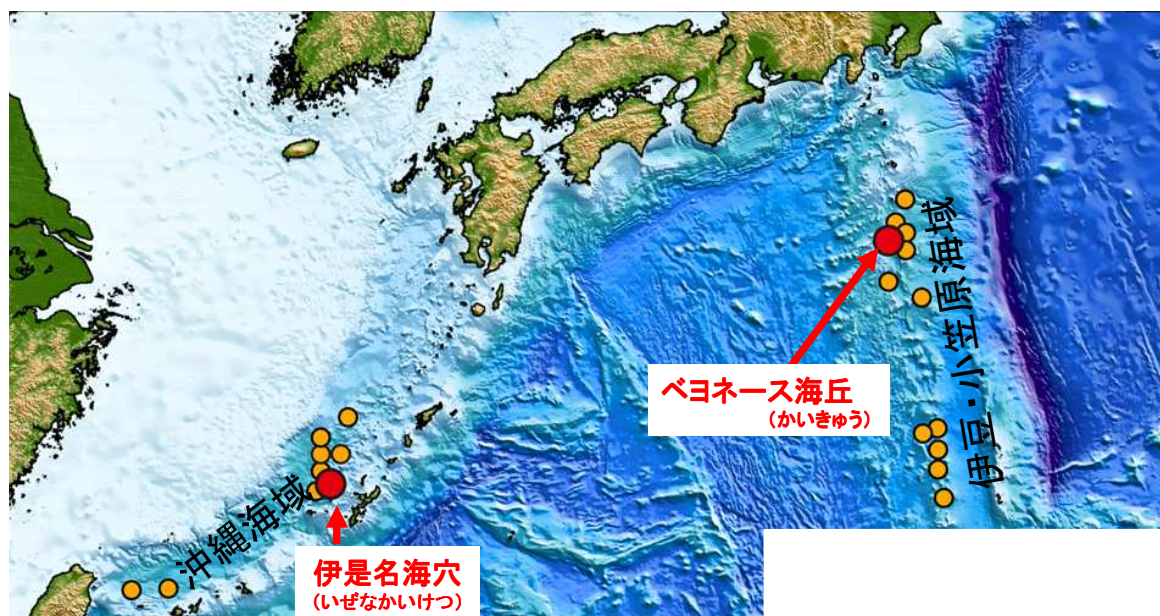 伊豆・小笠原海域
ベヨネース海丘
(かいきゅう)
沖縄海域
伊是名海穴
(いぜなかいけつ)